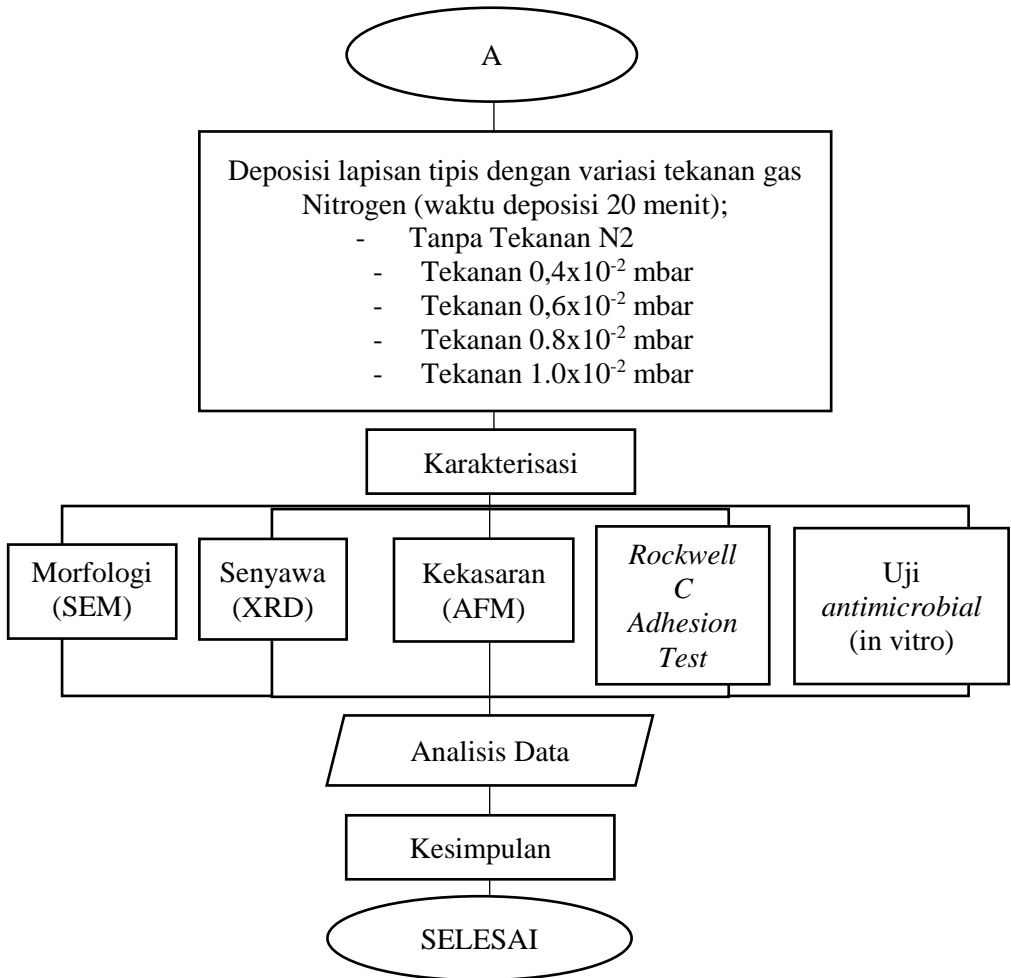 A
Deposisi lapisan tipis dengan variasi tekanan gas
Nitrogen (waktu deposisi 20 menit);
- Tanpa Tekanan N2
- Tekanan 0,4x10⁻² mbar
- Tekanan 0,6x10⁻² mbar
- Tekanan 0.8x10⁻² mbar
- Tekanan 1.0x10⁻² mbar
Karakterisasi
Morfologi
(SEM)
Senyawa
(XRD)
Kekasaran
(AFM)
Rockwell
C
Adhesion
Test
Uji
antimicrobial
(in vitro)
Analisis Data
Kesimpulan
SELESAI